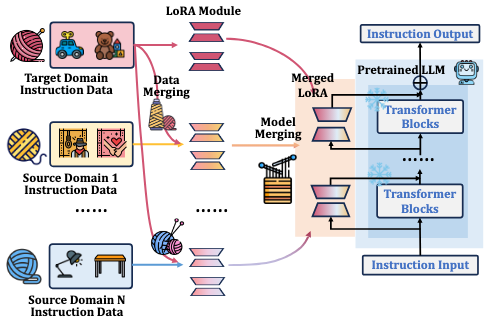 LoRA Module
Target Domain
Instruction Data
Data
Merging
Source Domain 1
Instruction Data
......
......
Source Domain N
Instruction Data
Model
Merging
Merged
LoRA
Instruction Output
Pretrained LLM
Transformer
Blocks
......
Transformer
Blocks
Instruction Input